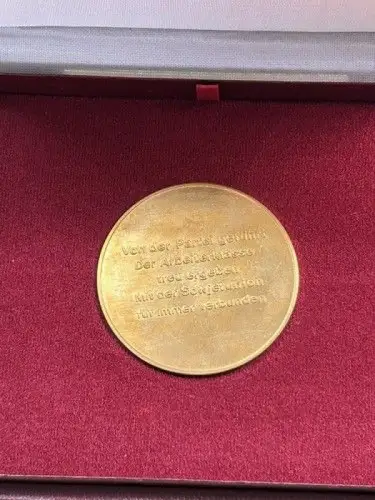 Von der Partei geführt
Der Arbeiterklasse
treu ergeben
Mit der Sowjetunion
für immer verbunden